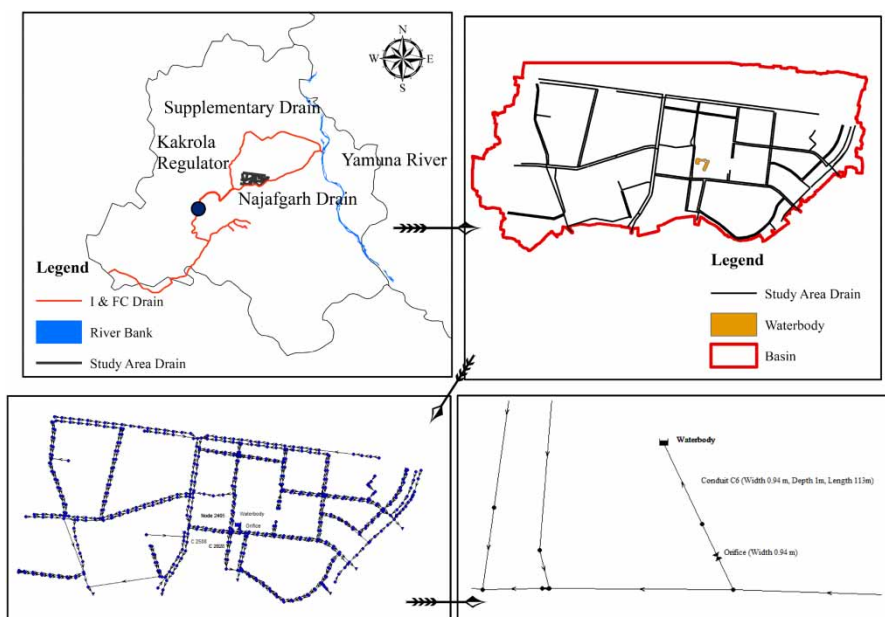 N
W E
S
Supplementary Drain
Kakrola
Regulator
Yamuna River
Najafgarh Drain
Legend
I & FC Drain
River Bank
Study Area Drain
Legend
Study Area Drain
Waterbody
Basin
Node 2465
Waterbody
Orifice
C 2020
Waterbody
Conduit C6 (Width 0.94 m, Depth 1m, Length 113m)
Orifice (Width 0.94 m)